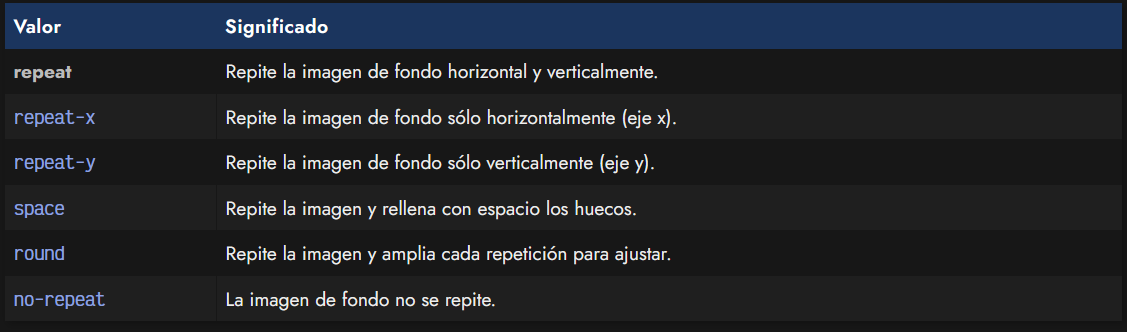 Valor Significado
repeat Repite la imagen de fondo horizontal y verticalmente.
repeat-x Repite la imagen de fondo sólo horizontalmente (eje x).
repeat-y Repite la imagen de fondo sólo verticalmente (eje y).
space Repite la imagen y rellena con espacio los huecos.
round Repite la imagen y amplia cada repetición para ajustar.
no-repeat La imagen de fondo no se repite.